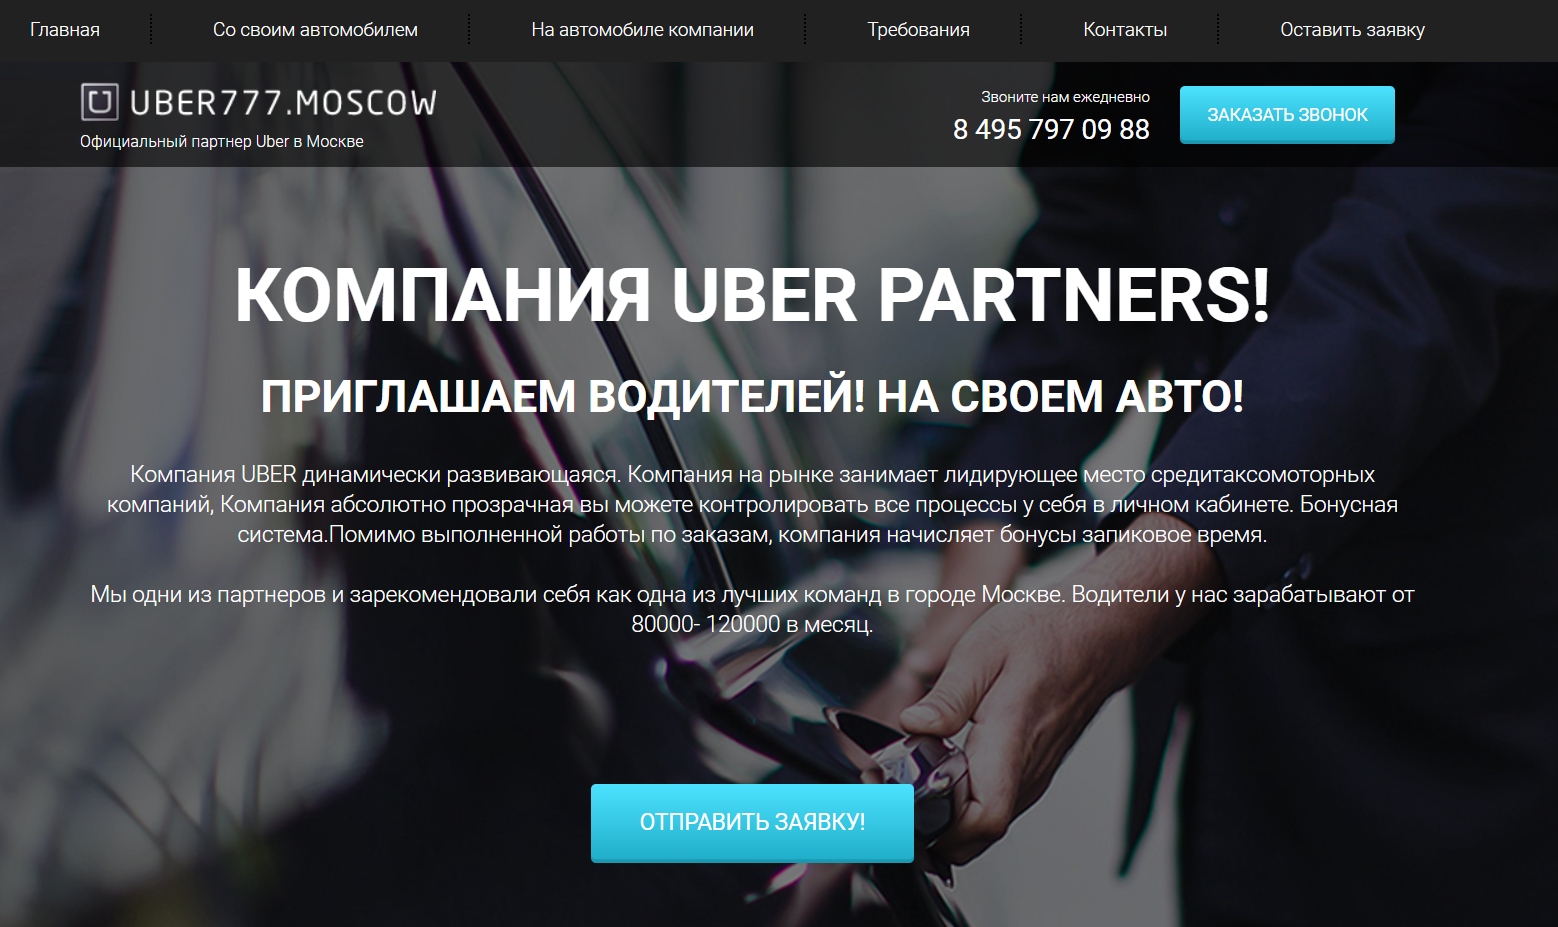 Главная
Со своим автомобилем
На автомобиле компании
Требования
Контакты
Оставить заявку
UBER777.MOSCOW
Официальный партнер Uber в Москве
Звоните нам ежедневно
8 495 797 09 88
ЗАКАЗАТЬ ЗВОНОК
КОМПАНИЯ UBER PARTNERS!
ПРИГЛАШАЕМ ВОДИТЕЛЕЙ! НА СВОЕМ АВТО!
Компания UBER динамически развивающаяся. Компания на рынке занимает лидирующее место средитаксомоторных
компаний, Компания абсолютно прозрачная вы можете контролировать все процессы у себя в личном кабинете. Бонусная
система.Помимо выполненной работы по заказам, компания начисляет бонусы запиковое время.
Мы одни из партнеров и зарекомендовали себя как одна из лучших команд в городе Москве. Водители у нас зарабатывают от
80000- 120000 в месяц.
ОТПРАВИТЬ ЗАЯВКУ!